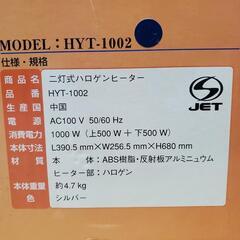 MODEL: HYT-1002
仕様・規格
商品名 二灯式ハロゲンヒーター
品番 HYT-1002
生産国 中国
電源 AC100 V 50/60 Hz
消費電力 1000 W（上500 W + 下500 W）
本体寸法 L390.5 mm×W256.5 mm×H680 mm
材質 本体：ABS樹脂・反射板アルミニュウム
ヒーター部：ハロゲン
本体重量 約4.7 kg
色 シルバー
S
JET